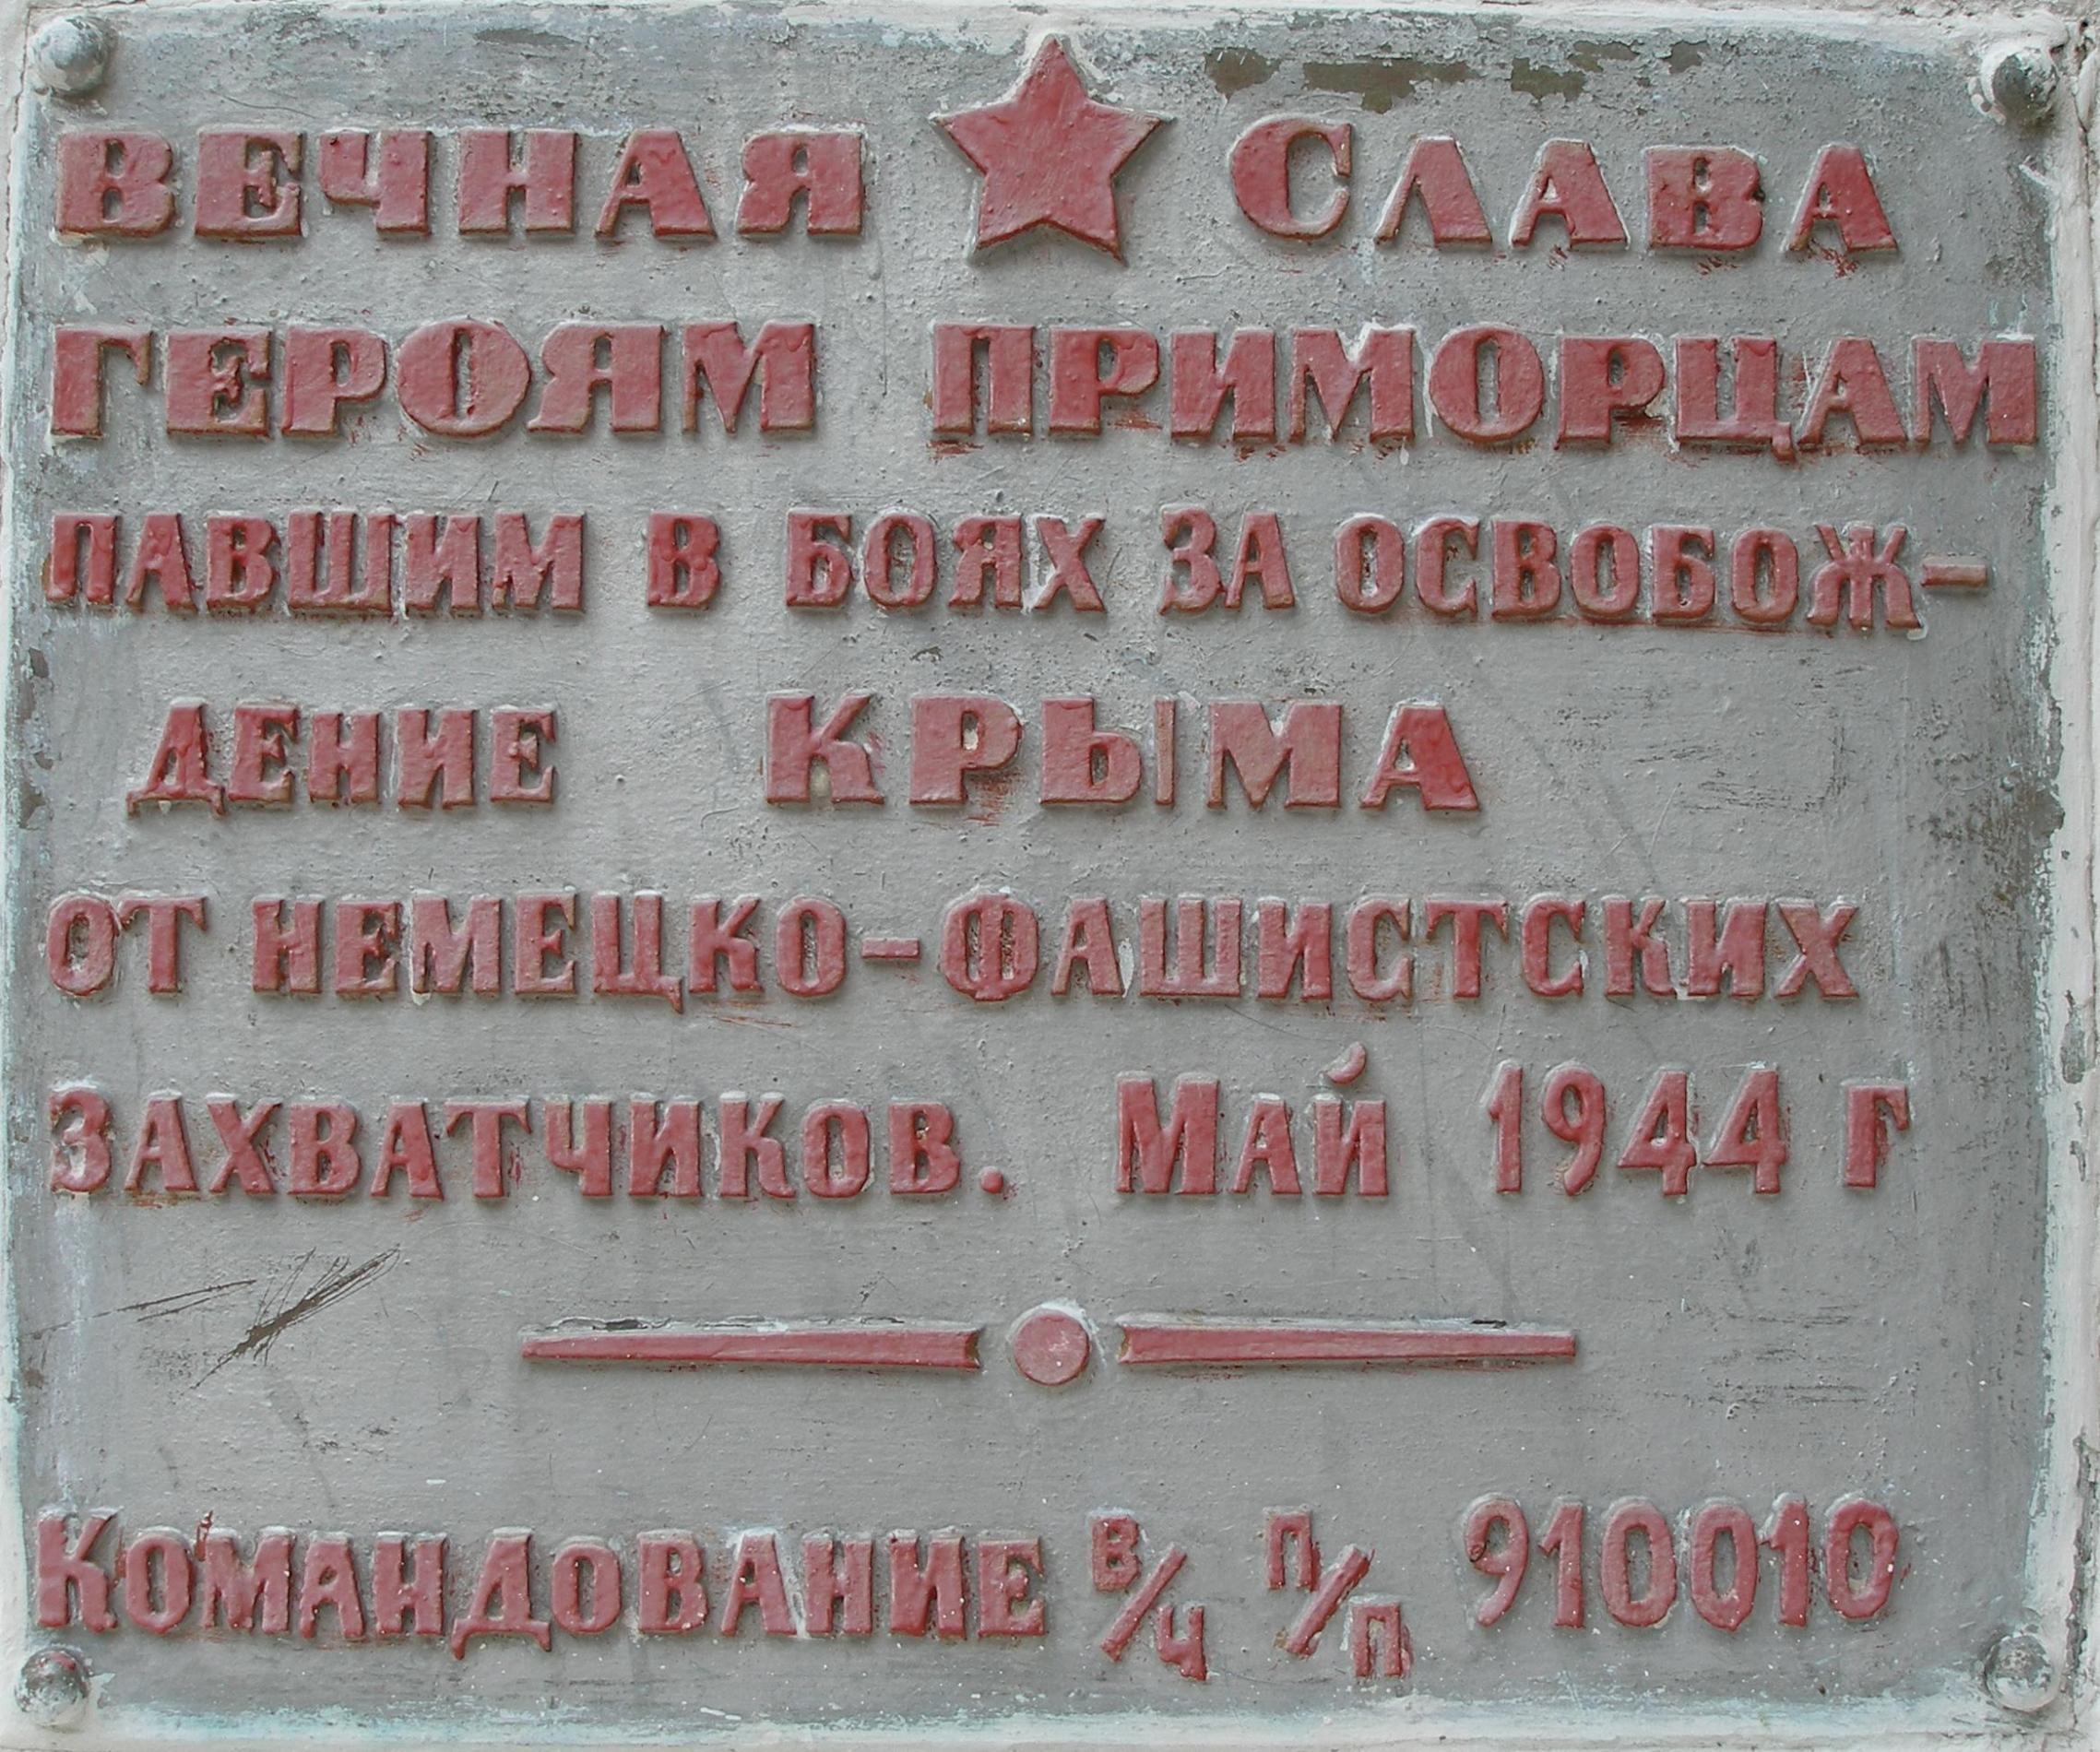 ВЕЧНАЯ СЛАВА
ГЕРОЯМ ПРИМОРЦАМ
ПАВШИМ В БОЯХ ЗА ОСВОБОЖ-
ДЕНИЕ КРЫМА
ОТ НЕМЕЦКО-ФАШИСТСКИХ
ЗАХВАТЧИКОВ. МАЙ 1944 г
КОМАНДОВАНИЕ В/Ч П/П 910010